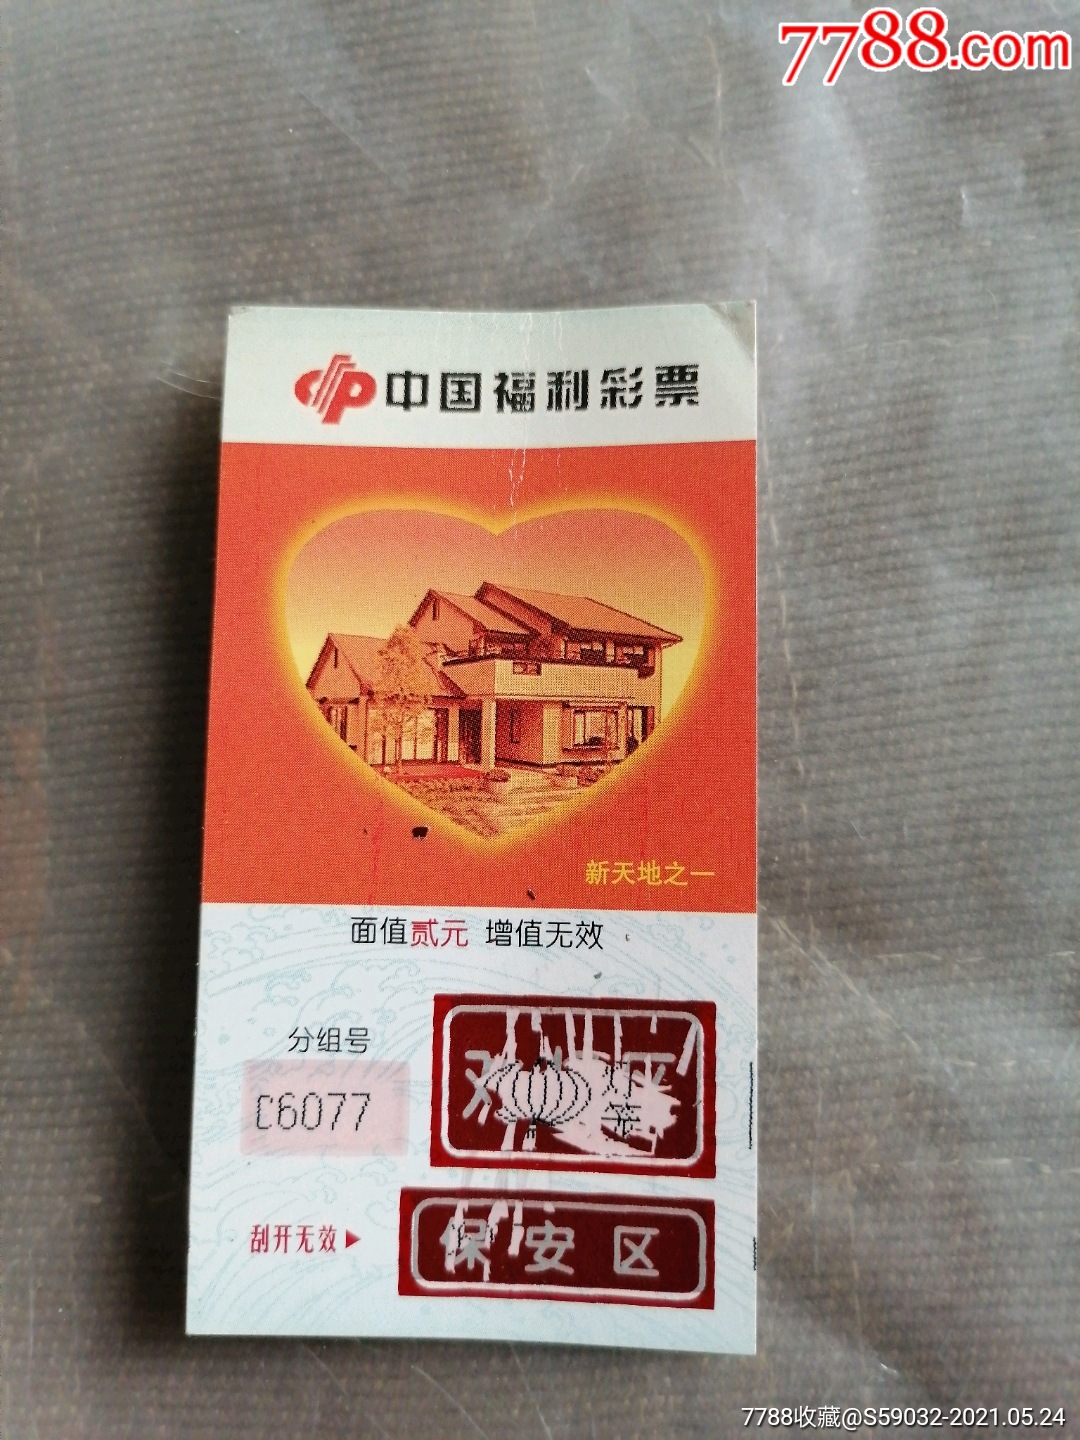 7788.com
中国福利彩票
新天地之一
面值贰元 增值无效
分组号
C6077
灯
笼
刮开无效
保安区
7788收藏@S59032-2021.05.24